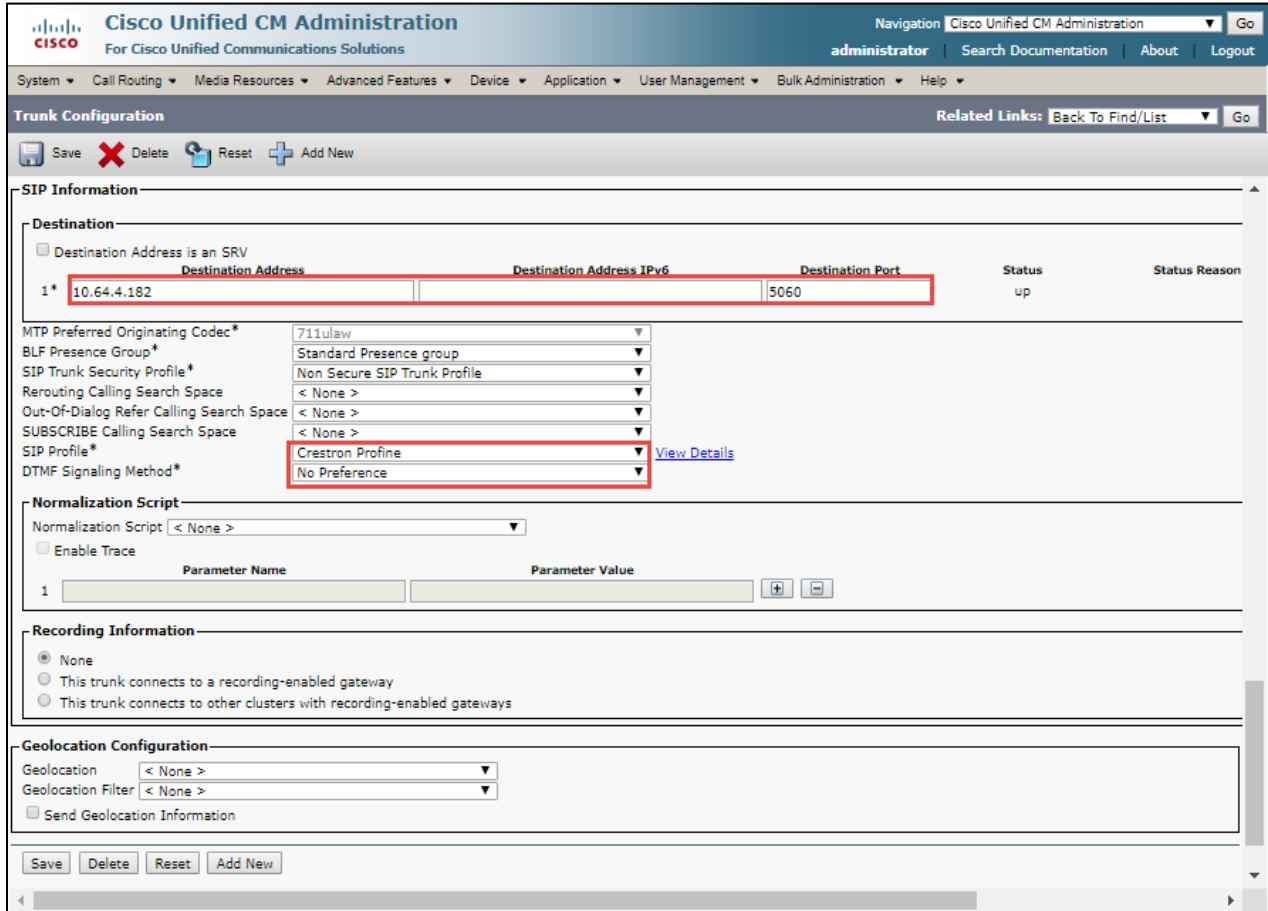 Cisco Unified CM Administration
Navigation Cisco Unified CM Administration Go
CISCO
For Cisco Unified Communications Solutions
administrator Search Documentation About Logout
System Call Routing Media Resources Advanced Features Device Application User Management Bulk Administration Help
Trunk Configuration
Related Links: Back To Find/List Go
Save Delete Reset Add New
SIP Information
Destination
Destination Address is an SRV
Destination Address Destination Address IPv6 Destination Port Status Status Reason
1* 10.64.4.182 5060 up
MTP Preferred Originating Codec* 711ulaw
BLF Presence Group* Standard Presence group
SIP Trunk Security Profile* Non Secure SIP Trunk Profile
Rerouting Calling Search Space < None >
Out-Of-Dialog Refer Calling Search Space < None >
SUBSCRIBE Calling Search Space < None >
SIP Profile* Crestron Profine View Details
DTMF Signaling Method* No Preference
Normalization Script
Normalization Script < None >
Enable Trace
Parameter Name Parameter Value
1
Recording Information
None
This trunk connects to a recording-enabled gateway
This trunk connects to other clusters with recording-enabled gateways
Geolocation Configuration
Geolocation < None >
Geolocation Filter < None >
Send Geolocation Information
Save Delete Reset Add New